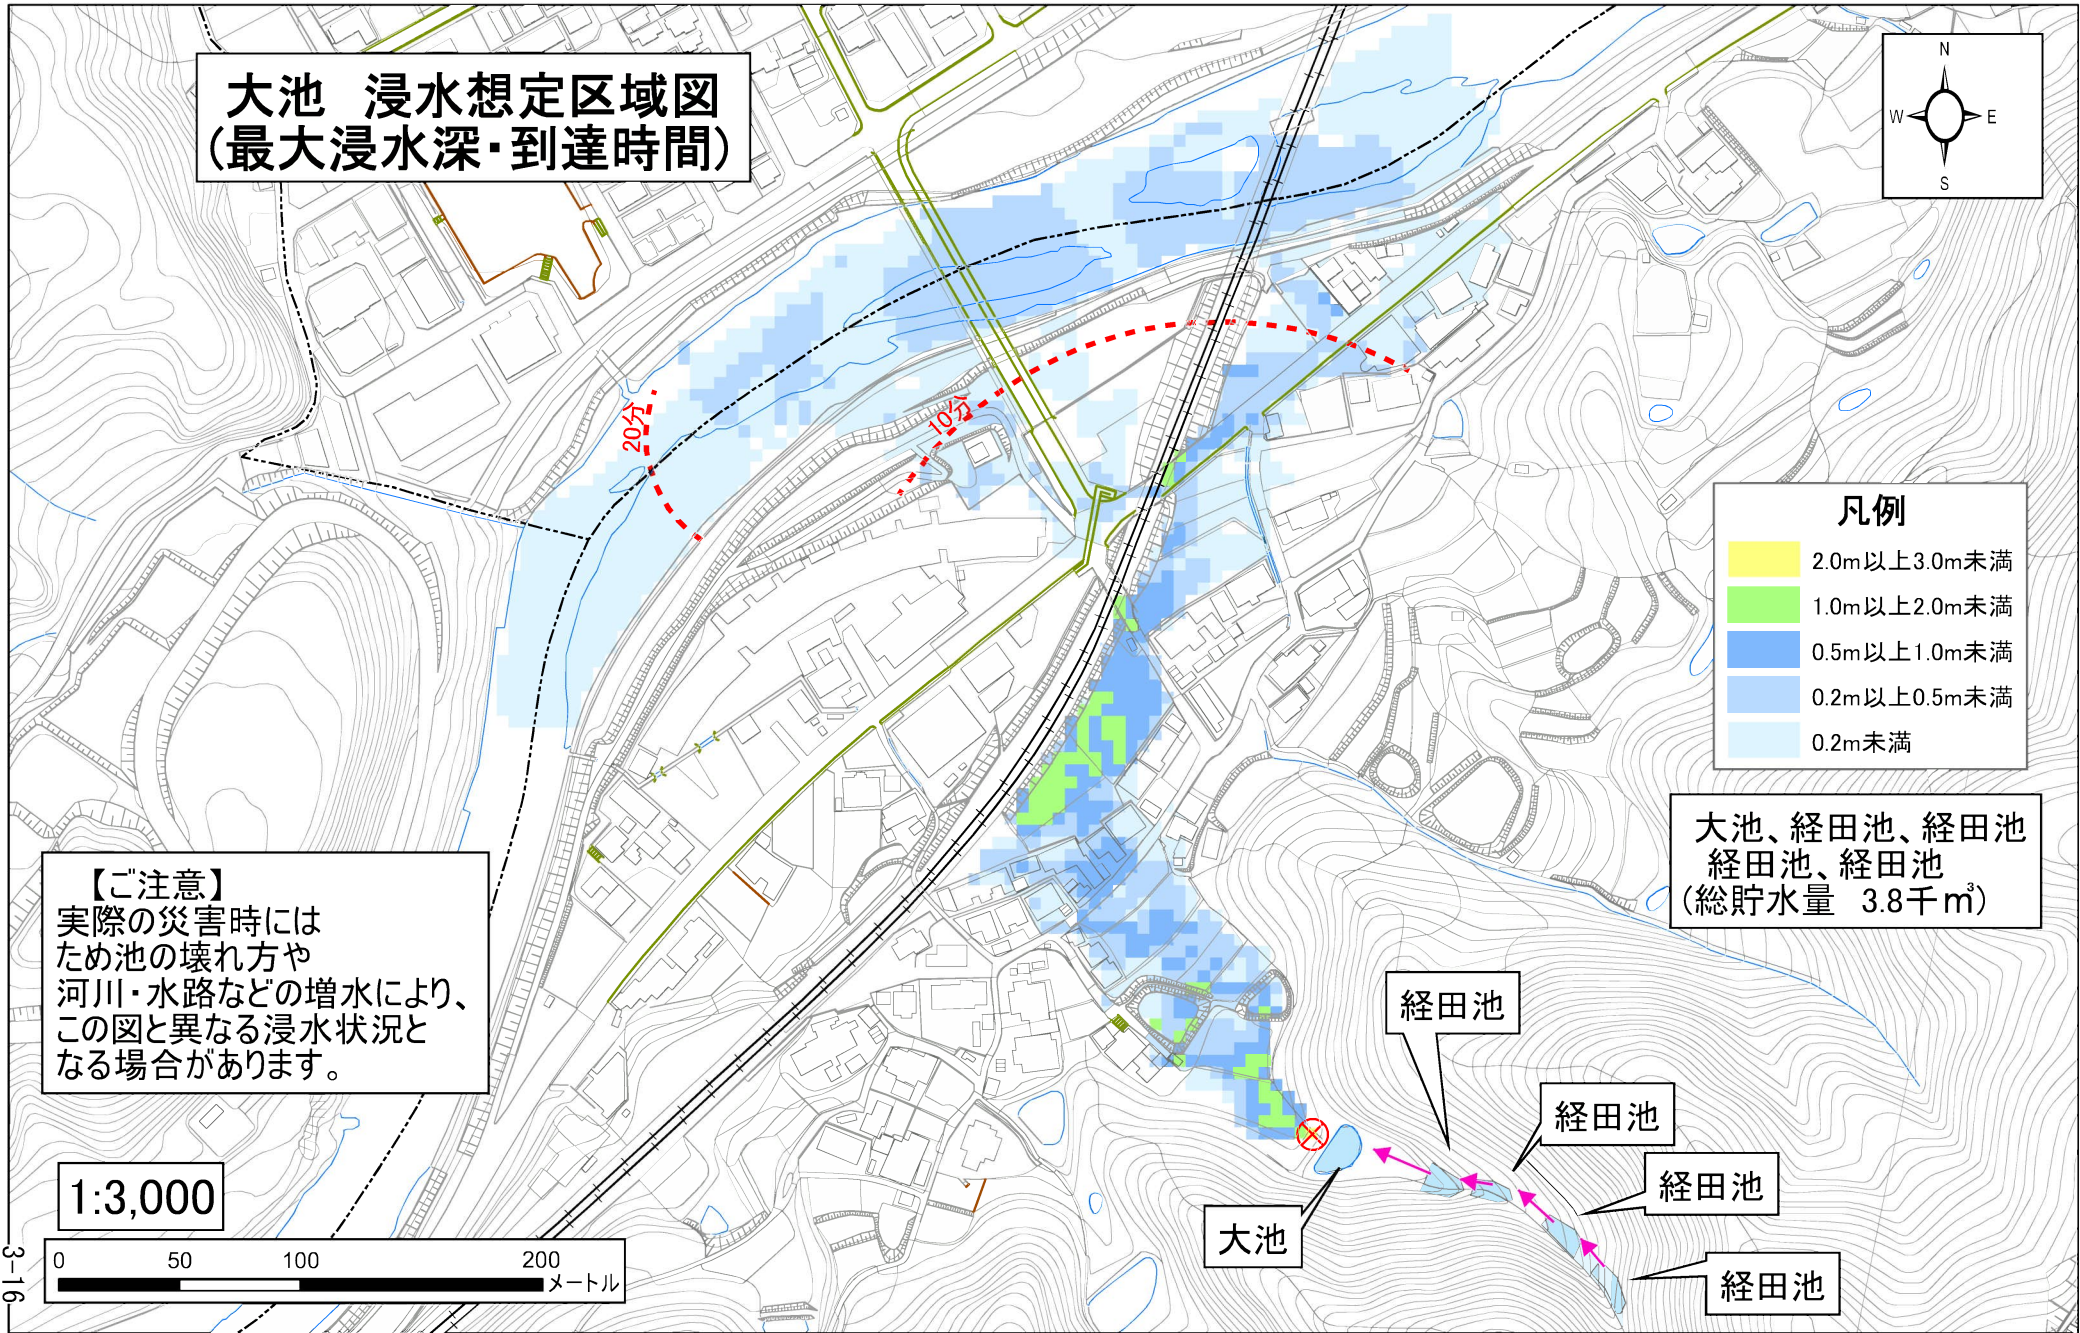 大池　浸水想定区域図
(最大浸水深・到達時間)
N
W
E
S
20分
10分
凡例
2.0m以上3.0m未満
1.0m以上2.0m未満
0.5m以上1.0m未満
0.2m以上0.5m未満
0.2m未満
大池、経田池、経田池
経田池、経田池
(総貯水量　3.8千㎥)
【ご注意】
実際の災害時には
ため池の壊れ方や
河川・水路などの増水により、
この図と異なる浸水状況と
なる場合があります。
経田池
経田池
経田池
経田池
大池
1:3,000
0
50
100
200
メートル
3-16